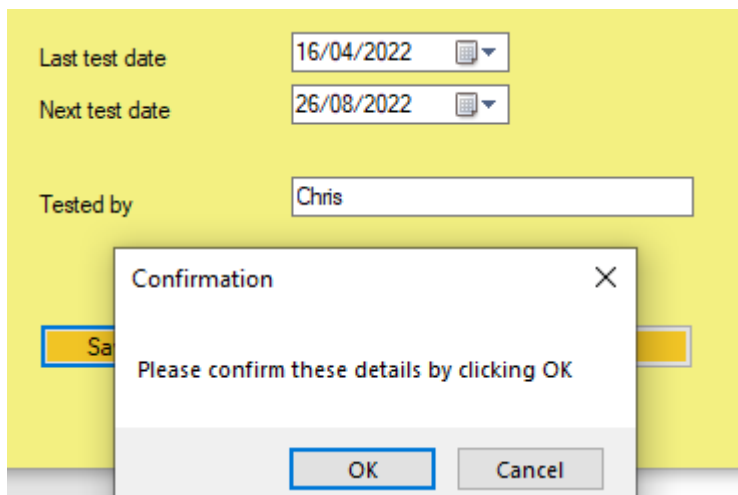 Last test date 16/04/2022
Next test date 26/08/2022
Tested by Chris
Confirmation
Please confirm these details by clicking OK
OK Cancel